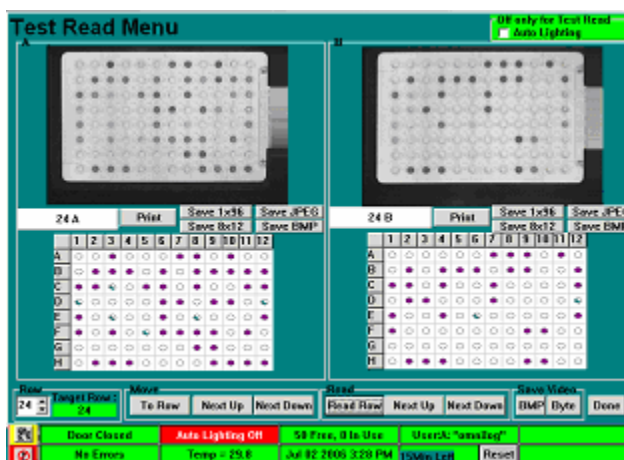 Test Read Menu
Off only for Test Read
Auto Lighting
A
B
24 A
Print
Save 1x96
Save JPEG
Save 8x12
Save BMP
24 B
Print
Save 1x96
Save JPEG
Save 8x12
Save BMP
1 2 3 4 5 6 7 8 9 10 11 12
A
B
C
D
E
F
G
H
1 2 3 4 5 6 7 8 9 10 11 12
A
B
C
D
E
F
G
H
Row
24
Target Row:
24
Move
To Row
Next Up
Next Down
Read
Read Row
Next Up
Next Down
Save Video
BMP
Byte
Done
Door Closed
Auto Lighting Off
50 Free, 0 In Use
User:A: "omnilog"
No Errors
Temp = 29.8
Jul 02 2006 3:28 PM
15Min Left
Reset